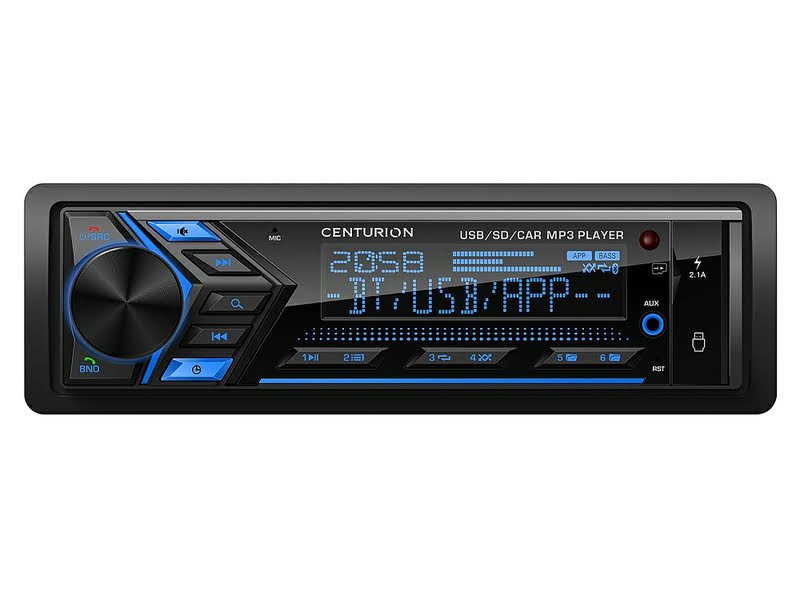 CENTURION
USB/SD/CAR MP3 PLAYER
⏻/SRC
MIC
2058
APP BASS
--BT/USB/APP--
2.1A
AUX
1 2 3 4 5 6
BND
RST